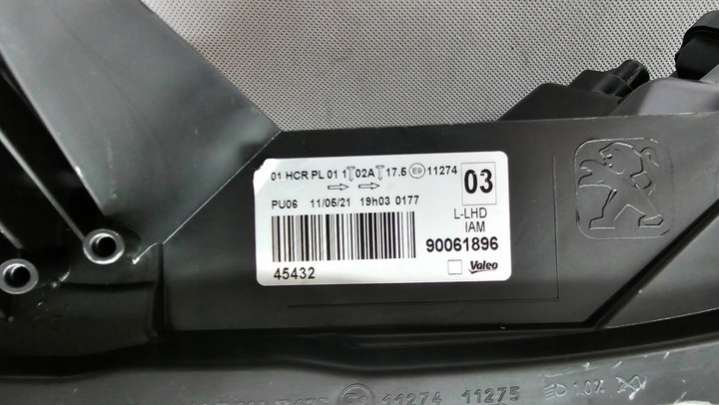 01 HCR PL 01 1 02A 17.5 E9 11274
03
PU06 11/05/21 19h03 0177
L-LHD
IAM
90061896
45432
Valeo
11274 11275